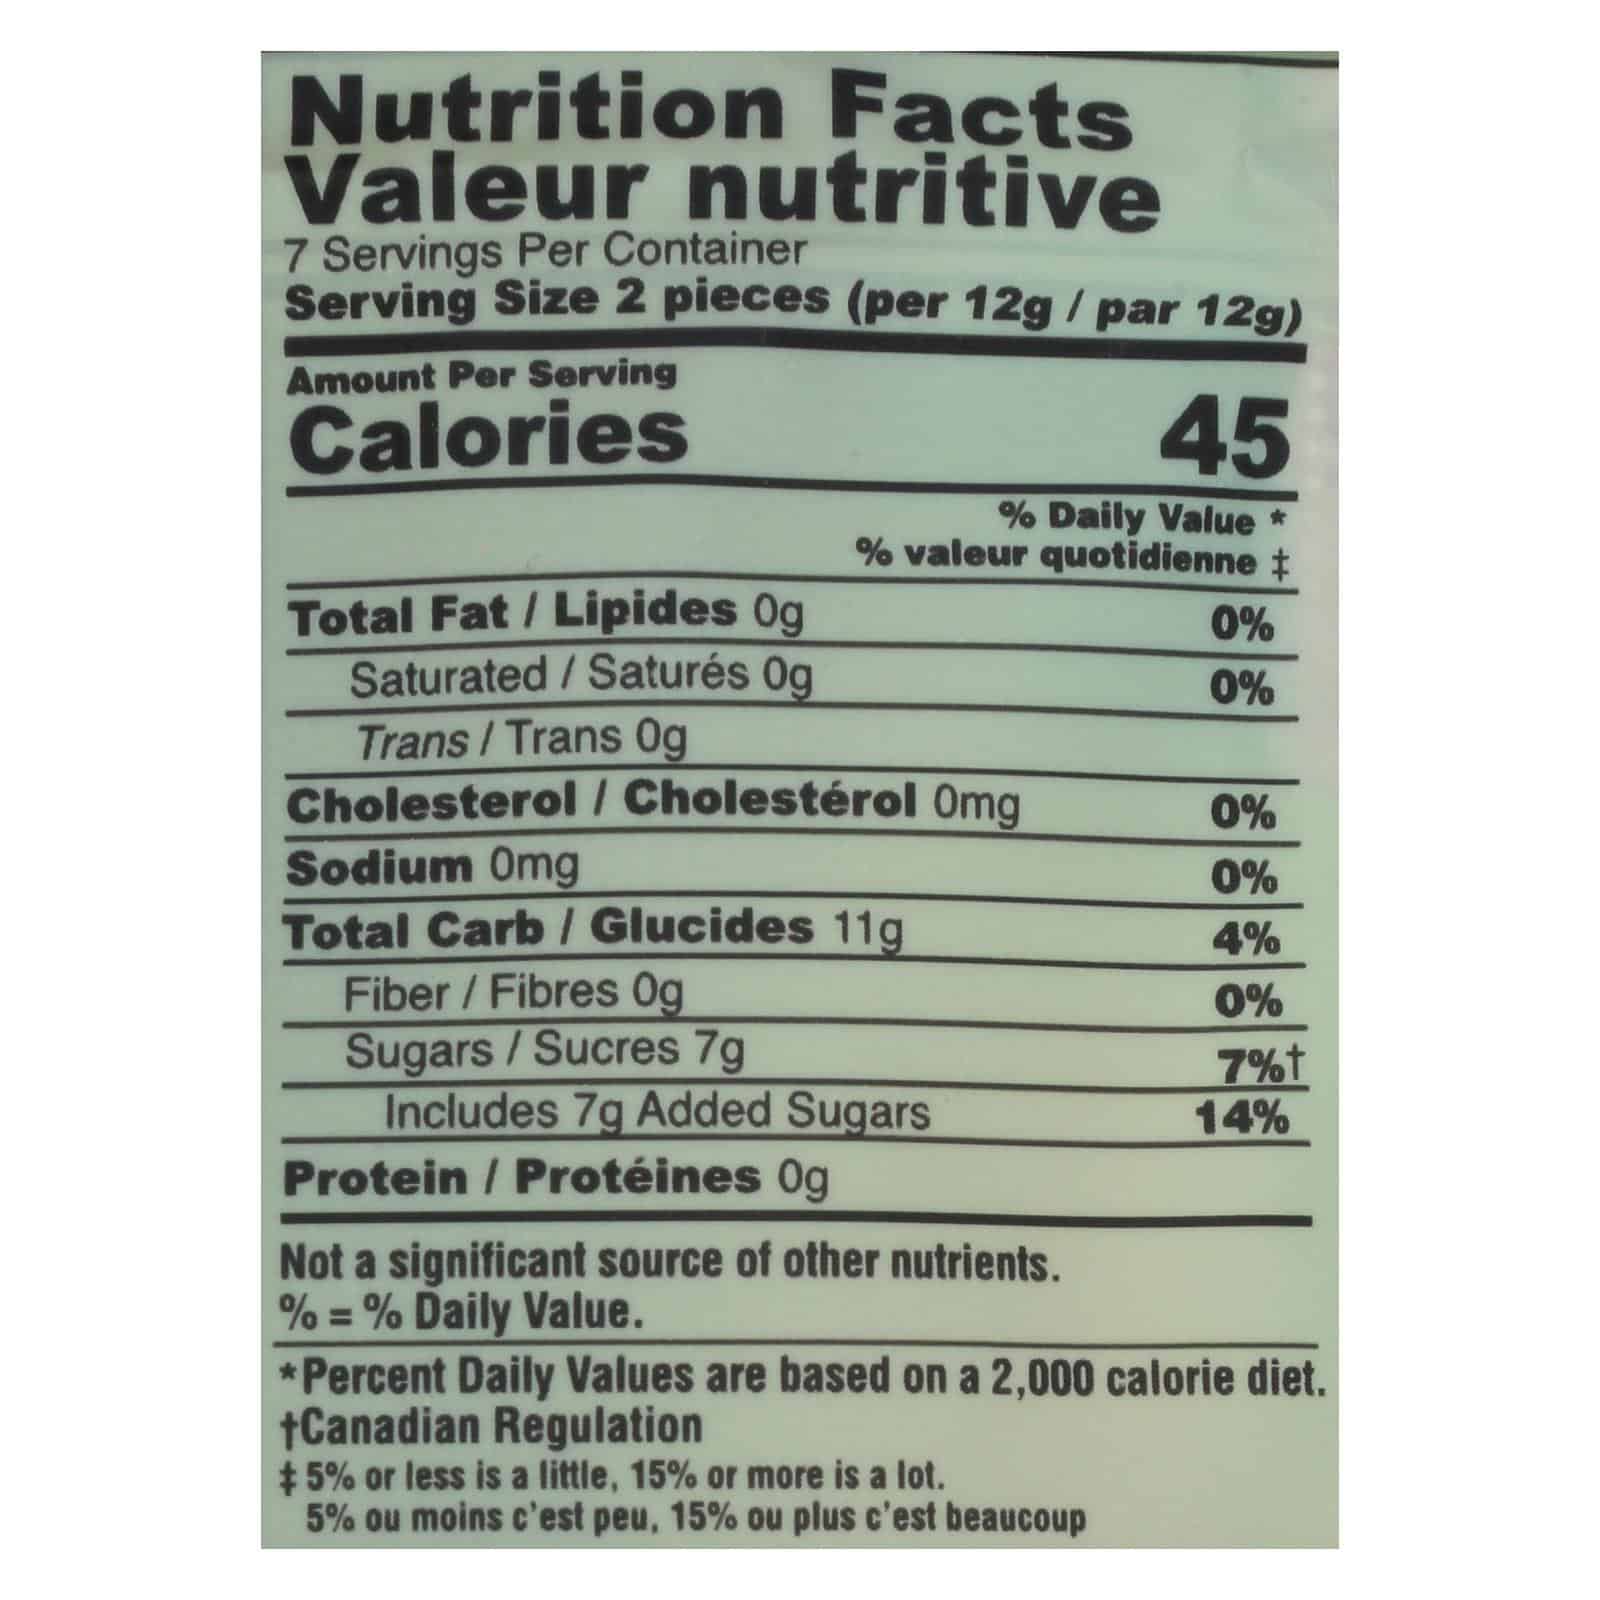 Nutrition Facts
Valeur nutritive
7 Servings Per Container
Serving Size 2 pieces (per 12g / par 12g)
Amount Per Serving
Calories 45
% Daily Value *
% valeur quotidienne ‡
Total Fat / Lipides 0g 0%
Saturated / Saturés 0g 0%
Trans / Trans 0g
Cholesterol / Cholestérol 0mg 0%
Sodium 0mg 0%
Total Carb / Glucides 11g 4%
Fiber / Fibres 0g 0%
Sugars / Sucres 7g 7%†
Includes 7g Added Sugars 14%
Protein / Protéines 0g
Not a significant source of other nutrients.
% = % Daily Value.
*Percent Daily Values are based on a 2,000 calorie diet.
†Canadian Regulation
‡ 5% or less is a little, 15% or more is a lot.
5% ou moins c'est peu, 15% ou plus c'est beaucoup